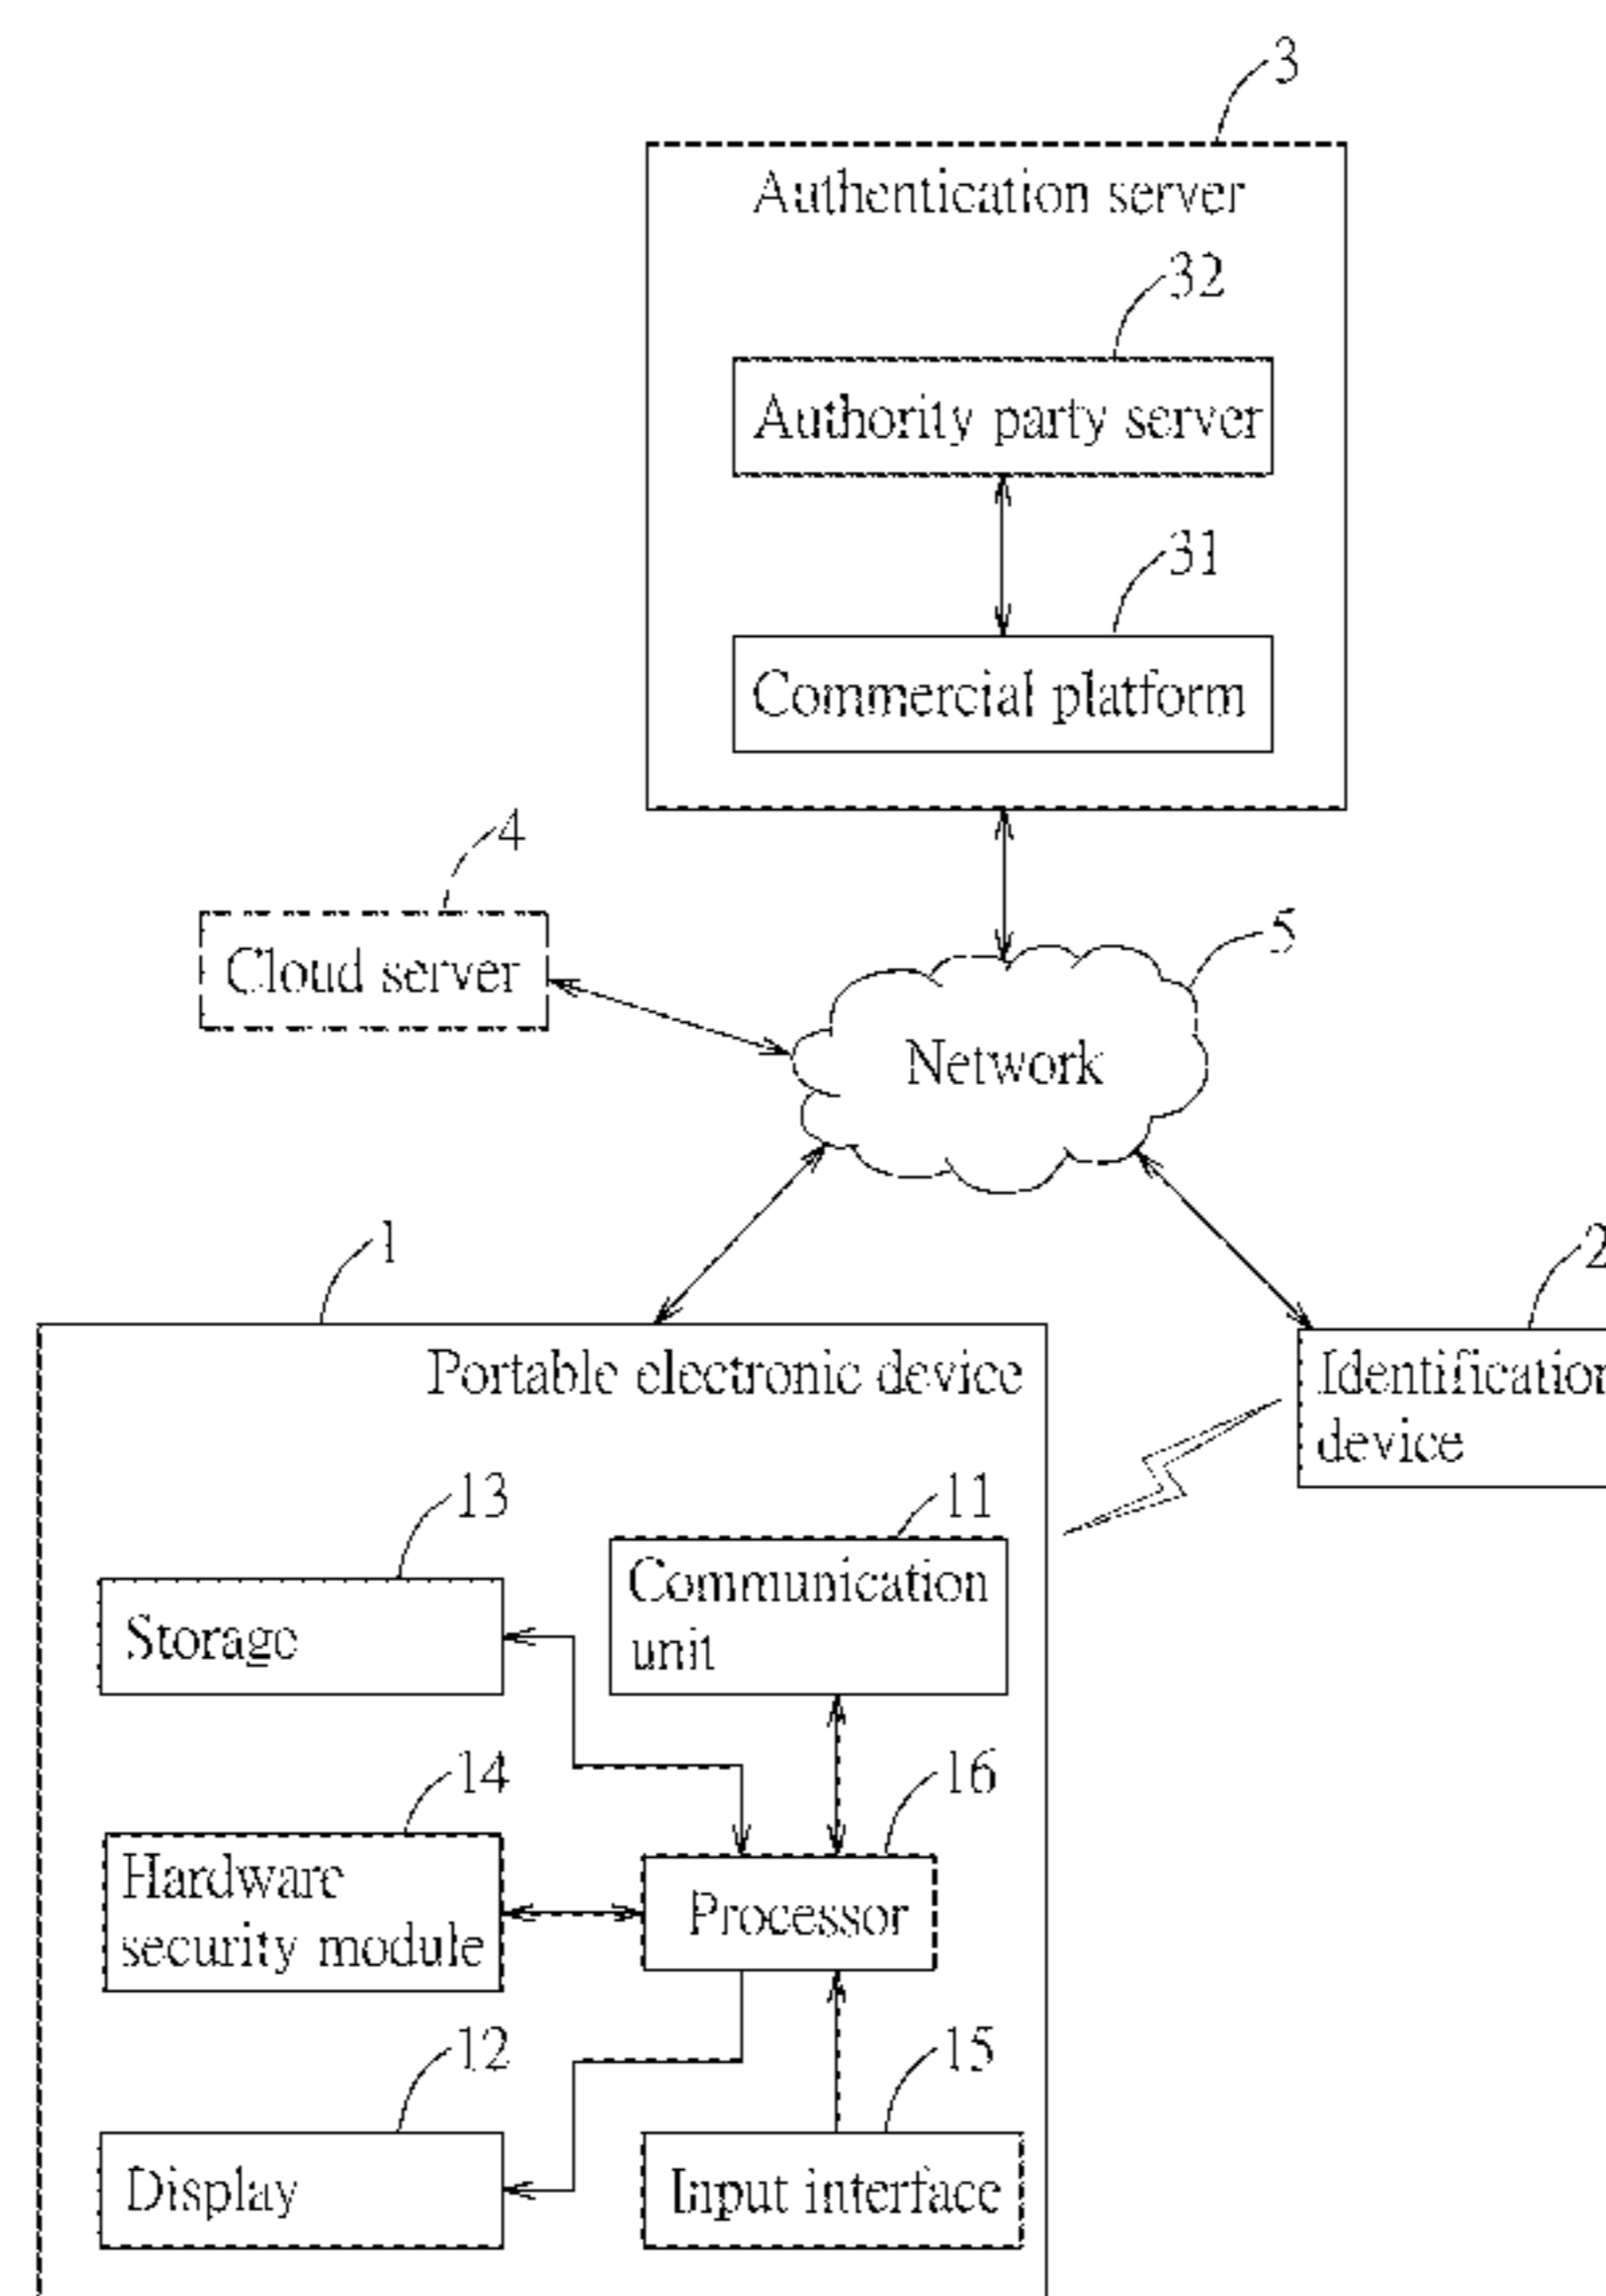 3
Authentication server
32
Authority party server
31
Commercial platform
4
Cloud server
5
Network
1
2
Portable electronic device
Identification
device
13
11
Storage
Communication
unit
14
16
Hardware
security module
Processor
12
15
Display
Input interface